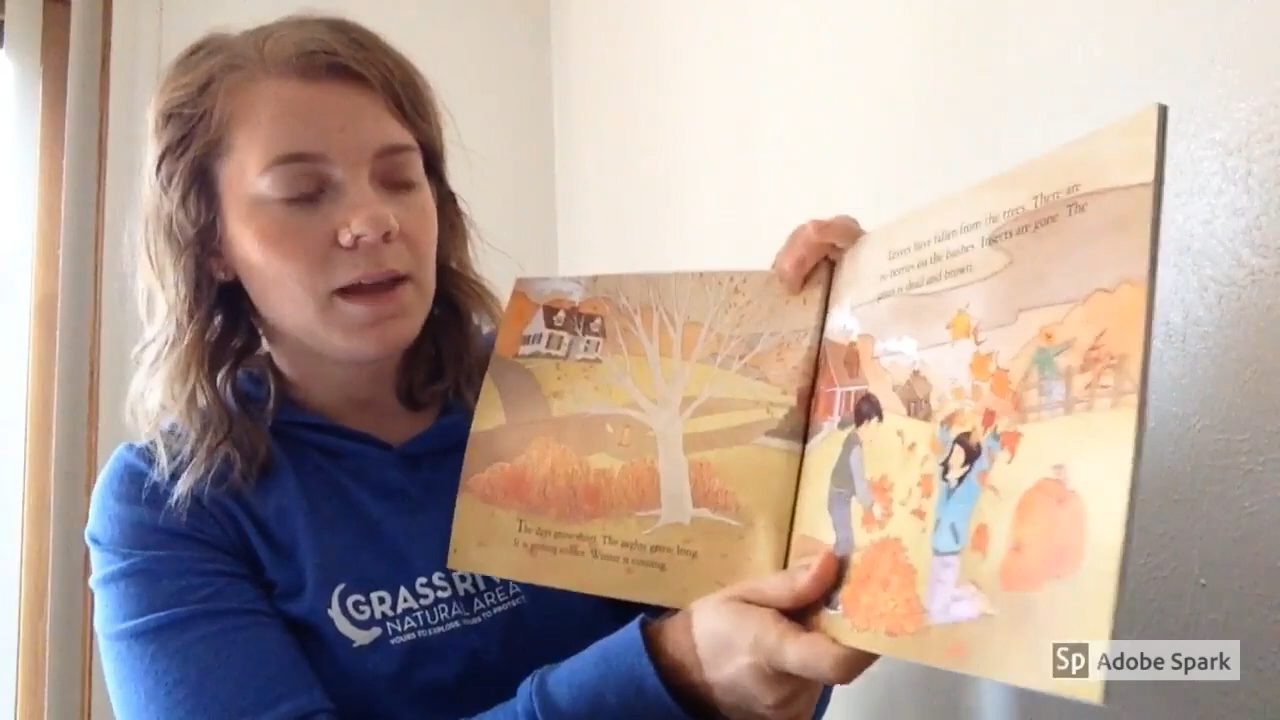 The days grow short. The nights grow long.
It is getting colder. Winter is coming.
Leaves have fallen from the trees. There are
no berries on the bushes. Insects are gone. The
grass is dead and brown.
GRASS RIV
NATURAL AREA
YOURS TO EXPLORE, YOURS TO PROTECT
Sp Adobe Spark